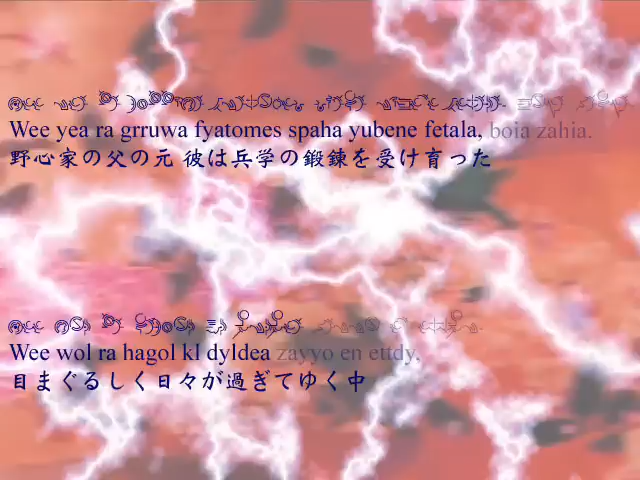 Wee yea ra grruwa fyatomes spaha yubene fetala, boia zahia.
野心家の父の元 彼は兵学の鍛錬を受け育った
Wee wol ra hagol kl dyldea zayyo en ettdy.
目まぐるしく日々が過ぎてゆく中